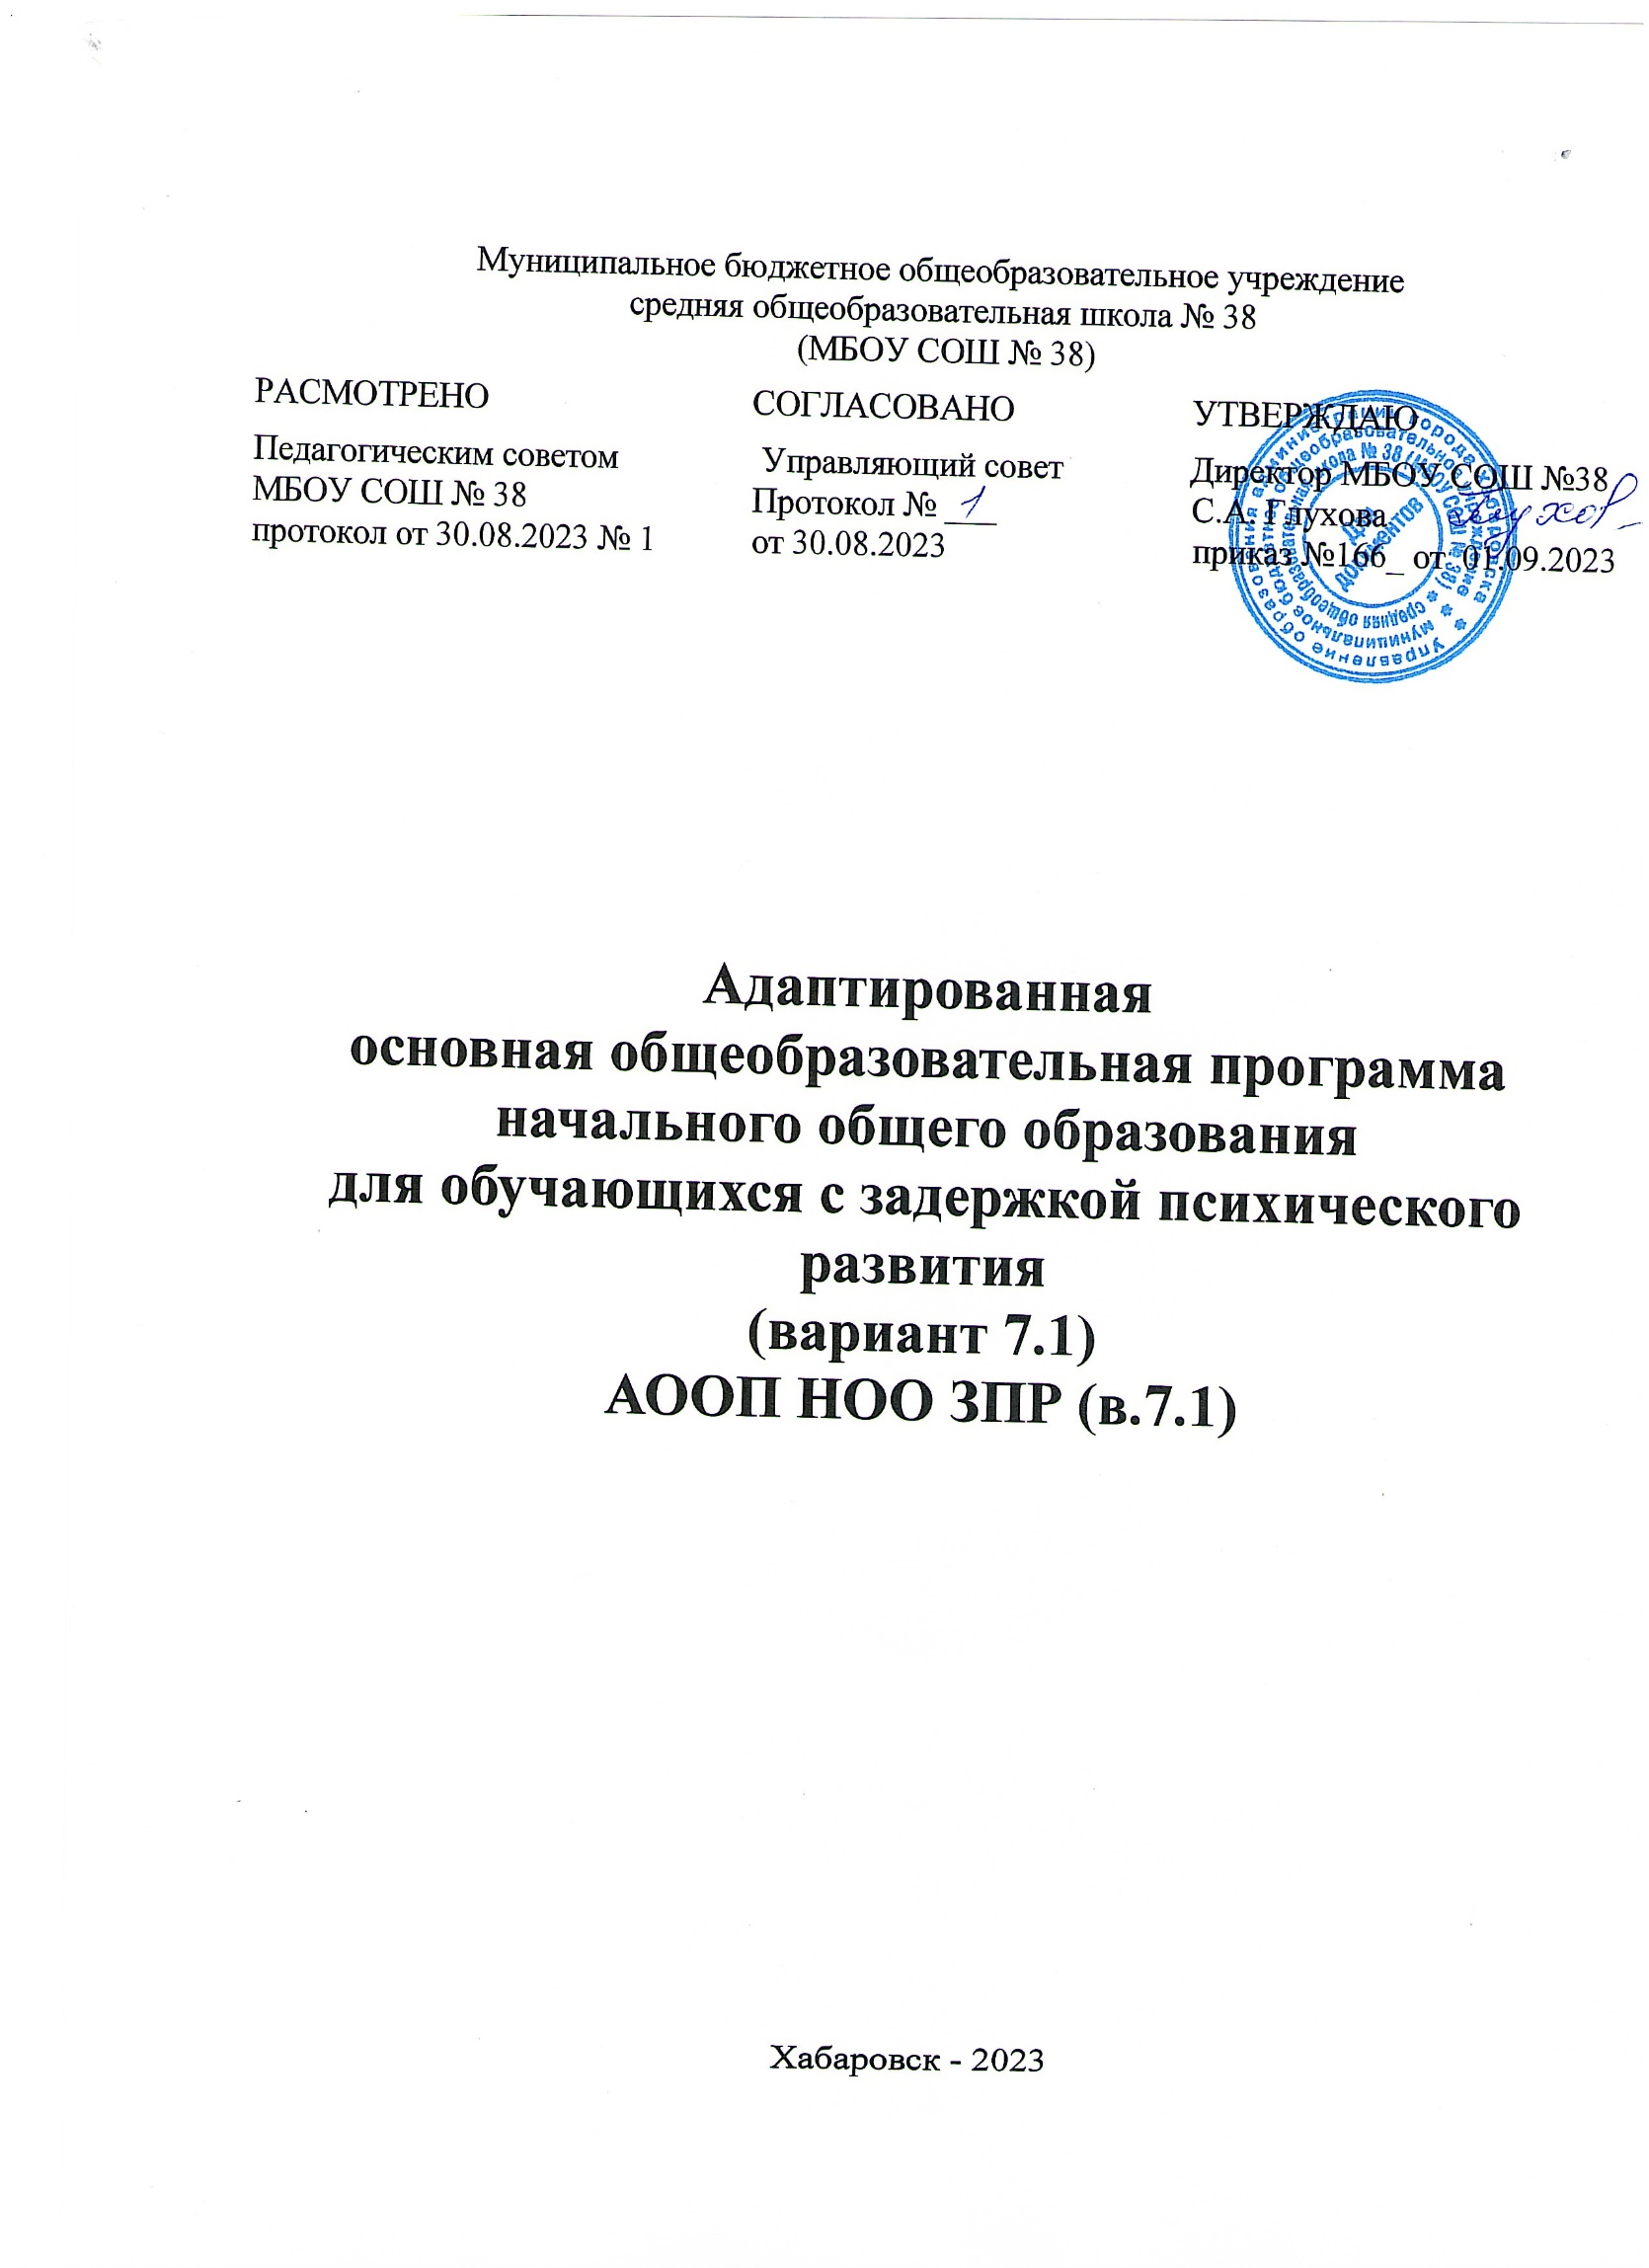 Муниципальное бюджетное общеобразовательное учреждение
средняя общеобразовательная школа № 38
(МБОУ СОШ № 38)
РАСМОТРЕНО
Педагогическим советом
МБОУ СОШ № 38
протокол от 30.08.2023 № 1
СОГЛАСОВАНО
Управляющий совет
Протокол № 1
от 30.08.2023
УТВЕРЖДАЮ
Директор МБОУ СОШ №38
С.А. Глухова
приказ №166_ от 01.09.2023
Для
документов
Адаптированная
основная общеобразовательная программа
начального общего образования
для обучающихся с задержкой психического
развития
(вариант 7.1)
АООП НОО ЗПР (в.7.1)
Хабаровск - 2023